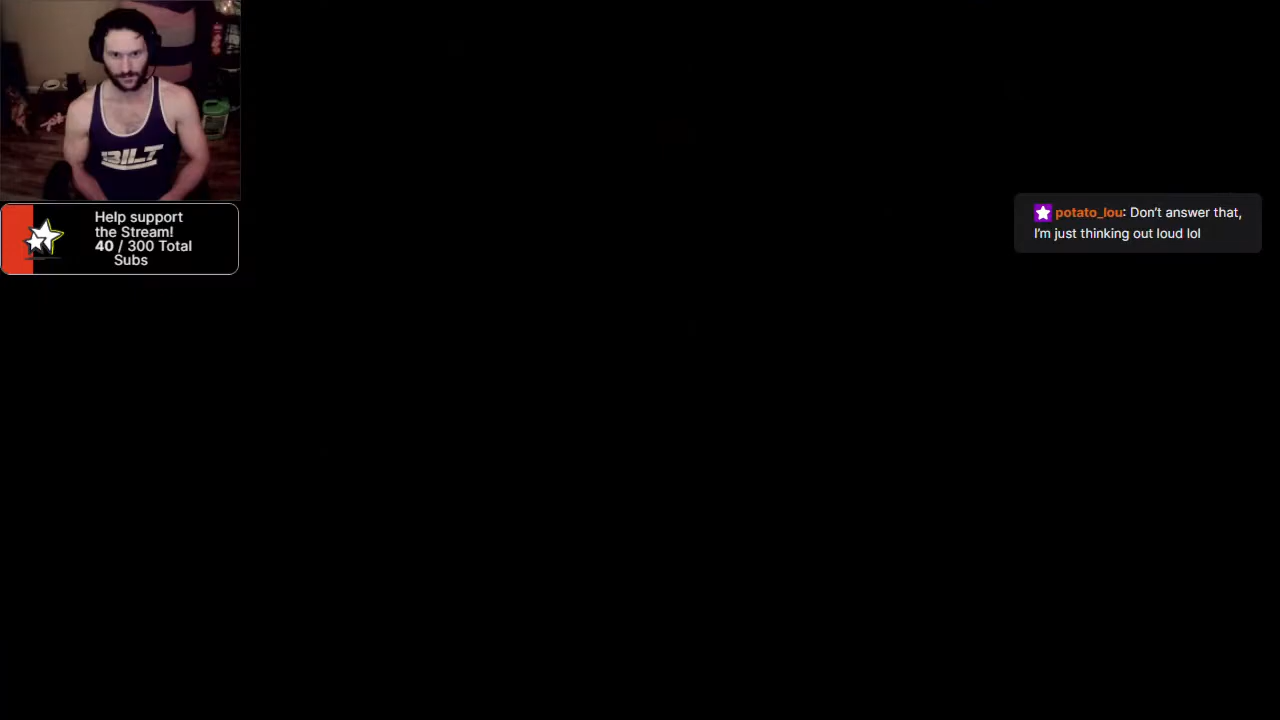 BILT
Help support
the Stream!
40 / 300 Total
Subs
potato_lou: Don't answer that,
I'm just thinking out loud lol